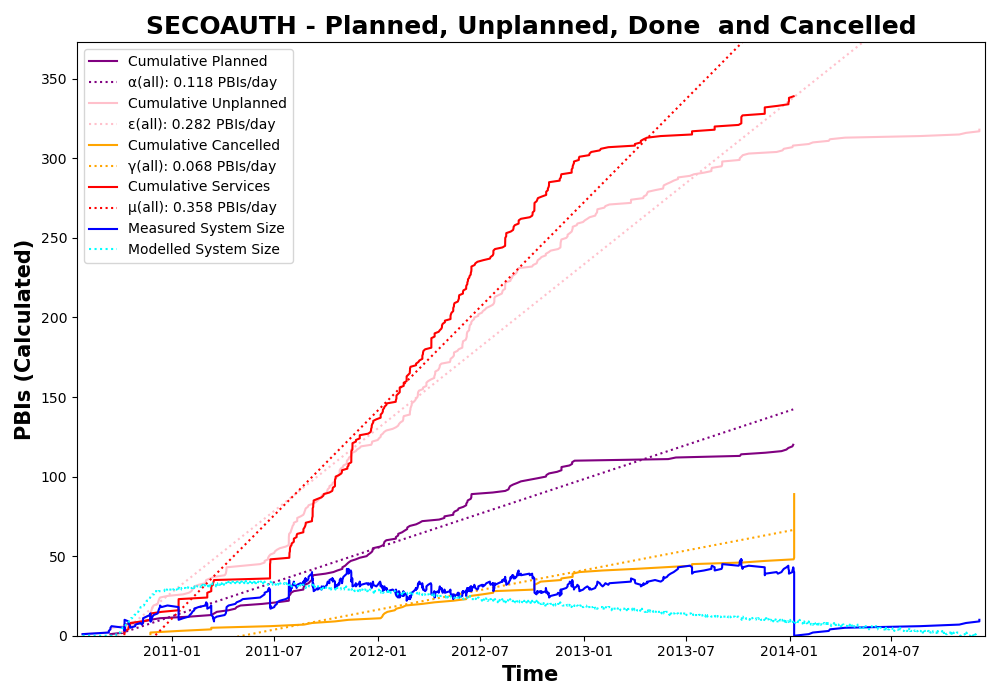 SECOAUTH - Planned, Unplanned, Done  and Cancelled
Cumulative Planned
α(all): 0.118 PBIs/day
Cumulative Unplanned
ε(all): 0.282 PBIs/day
Cumulative Cancelled
γ(all): 0.068 PBIs/day
Cumulative Services
μ(all): 0.358 PBIs/day
Measured System Size
Modelled System Size
PBIs (Calculated)
350
300
250
200
150
100
50
0
2011-01 2011-07 2012-01 2012-07 2013-01 2013-07 2014-01 2014-07
Time